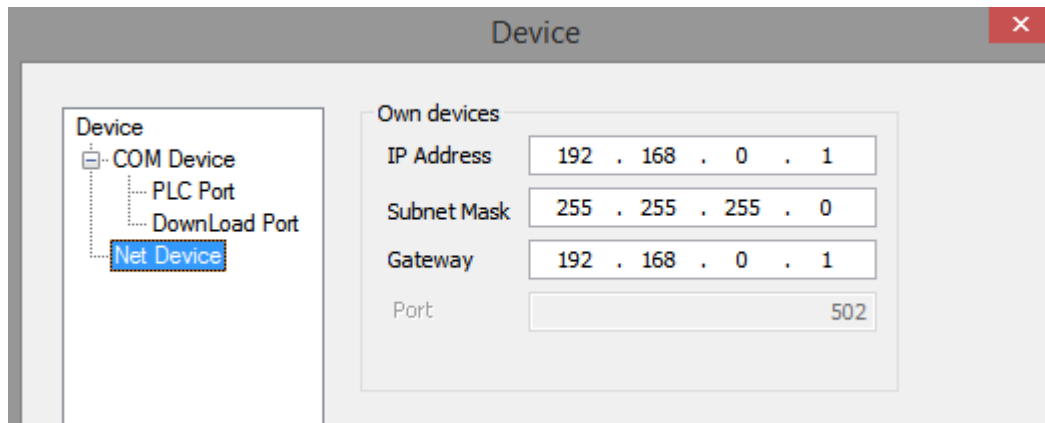 Device
Device
COM Device
PLC Port
DownLoad Port
Net Device
Own devices
IP Address 192 . 168 . 0 . 1
Subnet Mask 255 . 255 . 255 . 0
Gateway 192 . 168 . 0 . 1
Port 502